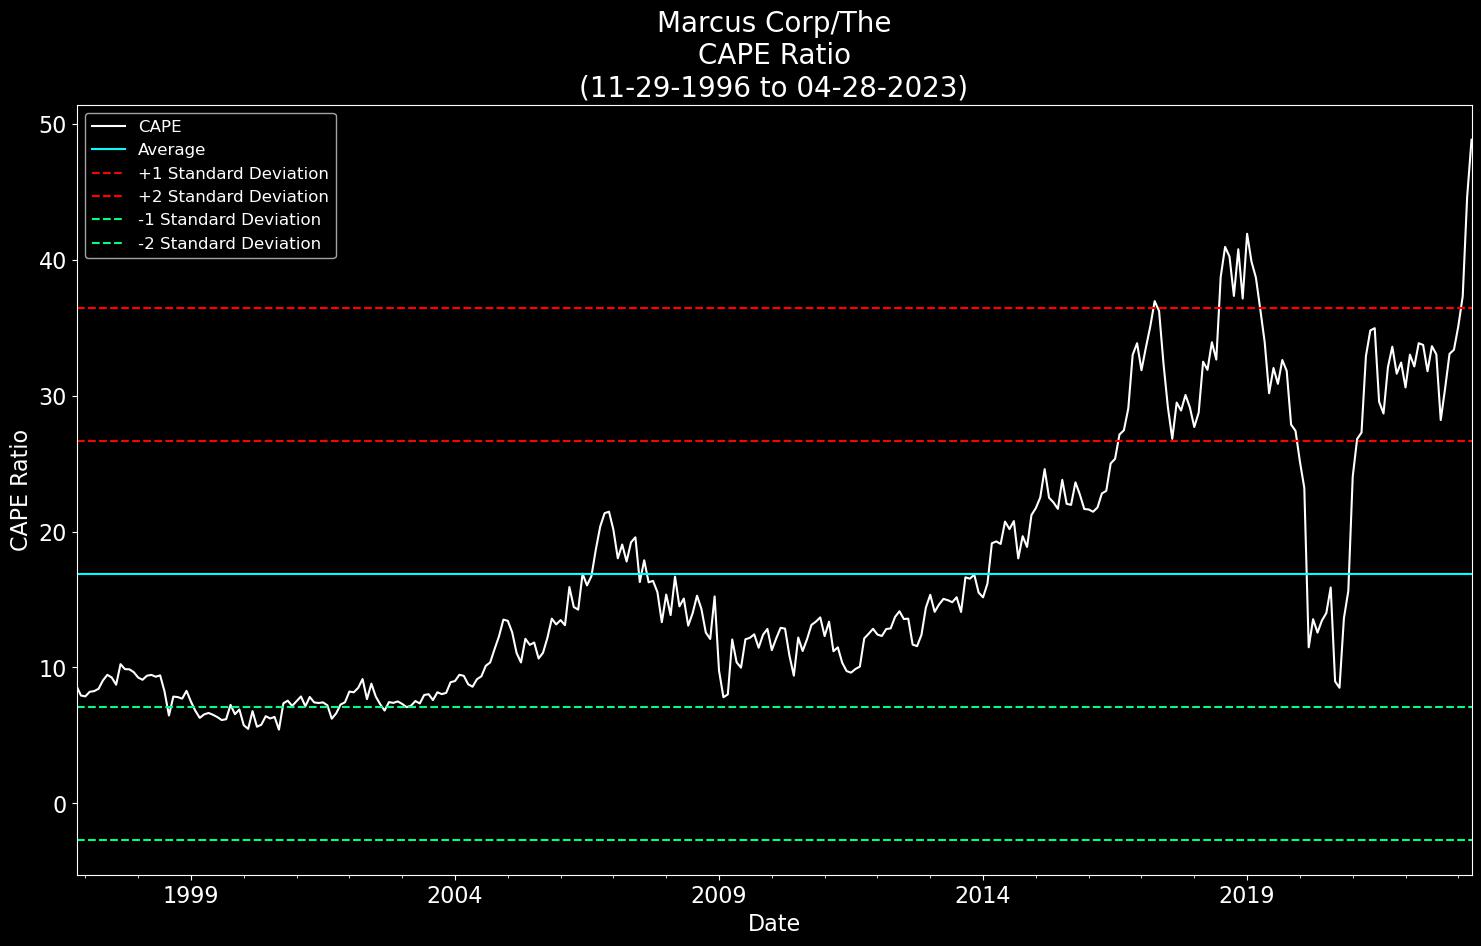 Marcus Corp/The
CAPE Ratio
(11-29-1996 to 04-28-2023)
CAPE
Average
+1 Standard Deviation
+2 Standard Deviation
-1 Standard Deviation
-2 Standard Deviation
50
40
30
20
10
0
CAPE Ratio
1999 2004 2009 2014 2019
Date